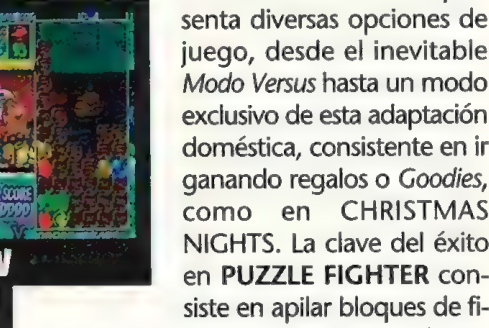 senta diversas opciones de
juego, desde el inevitable
Modo Versus hasta un modo
exclusivo de esta adaptación
doméstica, consistente en ir
ganando regalos o Goodies,
como en CHRISTMAS
NIGHTS. La clave del éxito
en PUZZLE FIGHTER con-
siste en apilar bloques de fi-
SCORE